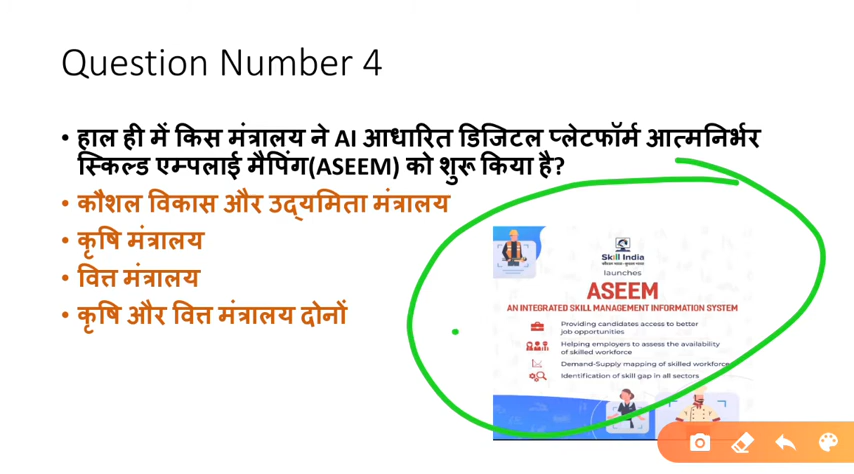 Question Number 4
• हाल ही में किस मंत्रालय ने AI आधारित डिजिटल प्लेटफॉर्म आत्मनिर्भर
स्किल्ड एम्पलाई मैपिंग(ASEEM) को शुरू किया है?
• कौशल विकास और उद्यमिता मंत्रालय
• कृषि मंत्रालय
• वित्त मंत्रालय
• कृषि और वित्त मंत्रालय दोनों
Skill India
launches
ASEEM
AN INTEGRATED SKILL MANAGEMENT INFORMATION SYSTEM
Providing candidates access to better
job opportunities
Helping employers to assess the availability
of skilled workforce
Demand-Supply mapping of skilled workforce
Identification of skill gap in all sectors